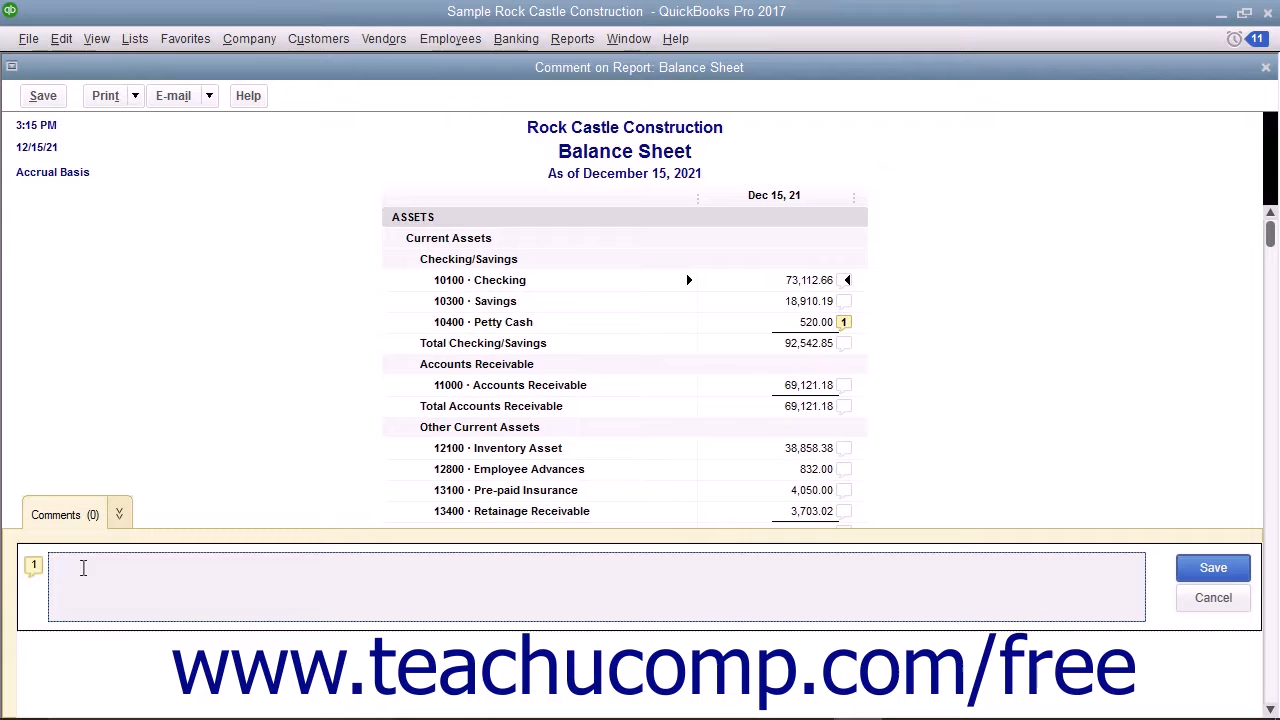 qb
Sample Rock Castle Construction - QuickBooks Pro 2017
File Edit View Lists Favorites Company Customers Vendors Employees Banking Reports Window Help 11
Comment on Report: Balance Sheet
Save Print E-mail Help
3:15 PM
12/15/21
Accrual Basis
Rock Castle Construction
Balance Sheet
As of December 15, 2021
Dec 15, 21
ASSETS
Current Assets
Checking/Savings
10100 · Checking 73,112.66
10300 · Savings 18,910.19
10400 · Petty Cash 520.00 1
Total Checking/Savings 92,542.85
Accounts Receivable
11000 · Accounts Receivable 69,121.18
Total Accounts Receivable 69,121.18
Other Current Assets
12100 · Inventory Asset 38,858.38
12800 · Employee Advances 832.00
13100 · Pre-paid Insurance 4,050.00
13400 · Retainage Receivable 3,703.02
Comments (0)
1
Save
Cancel
www.teachucomp.com/free